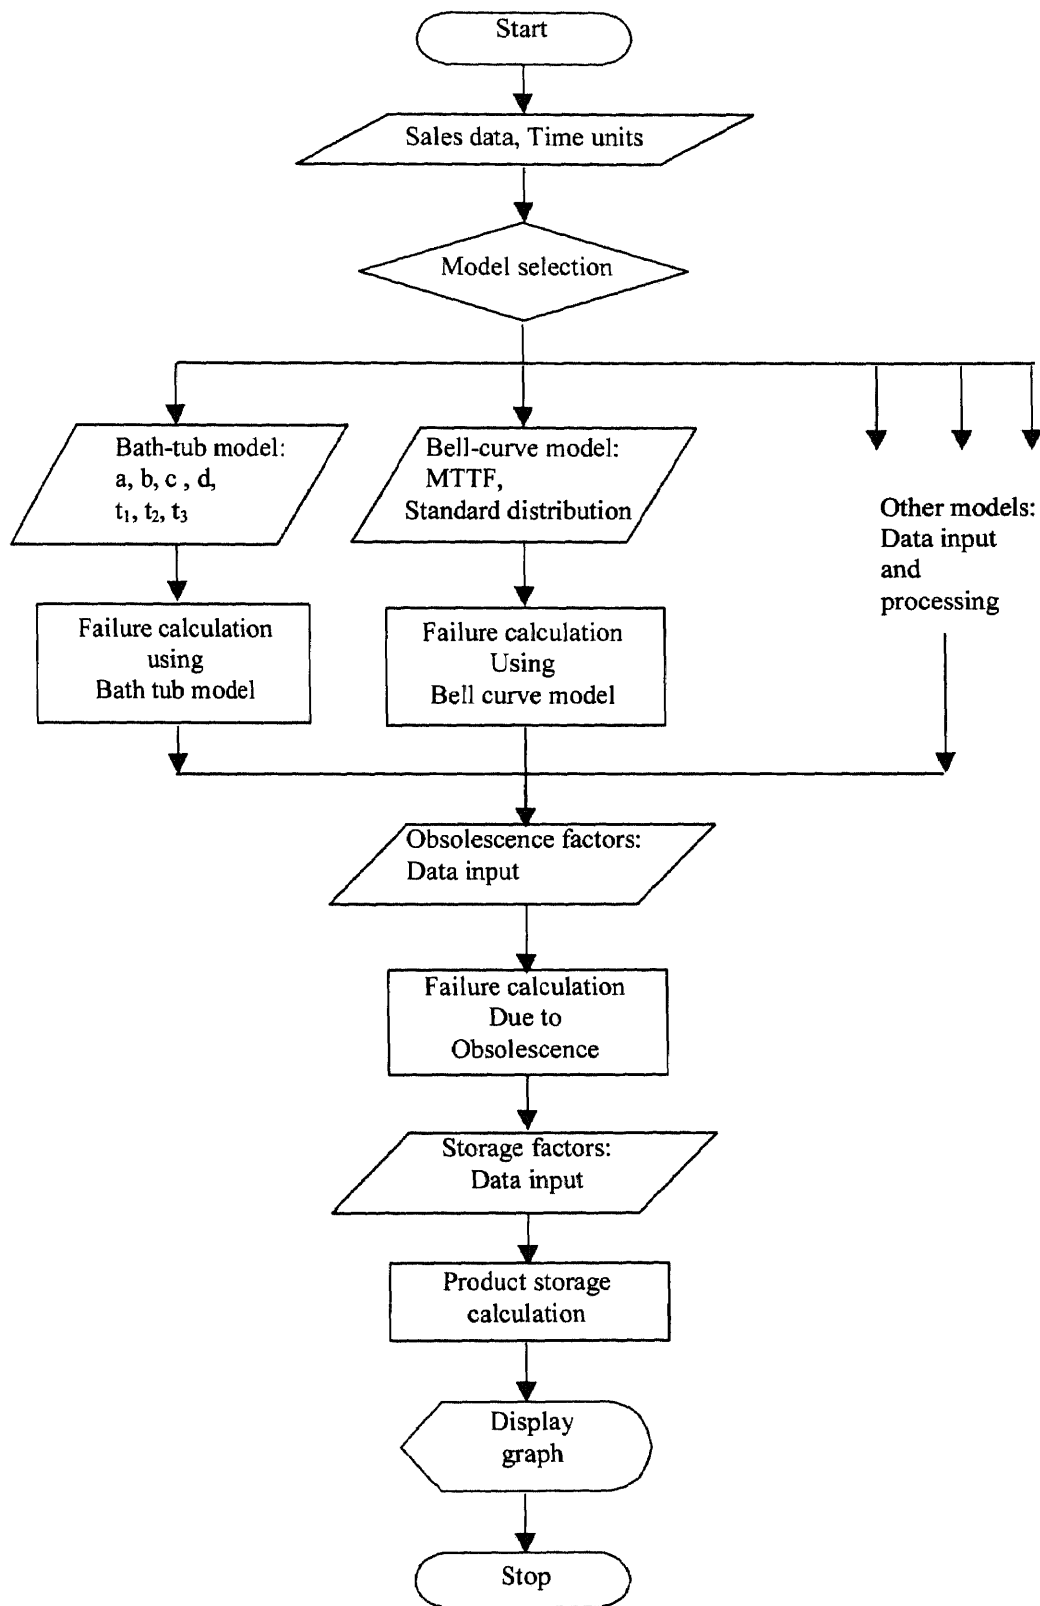 Start
Sales data, Time units
Model selection
Bath-tub model:
a, b, c , d,
t₁, t₂, t₃
Bell-curve model:
MTTF,
Standard distribution
Other models:
Data input
and
processing
Failure calculation
using
Bath tub model
Failure calculation
Using
Bell curve model
Obsolescence factors:
Data input
Failure calculation
Due to
Obsolescence
Storage factors:
Data input
Product storage
calculation
Display
graph
Stop